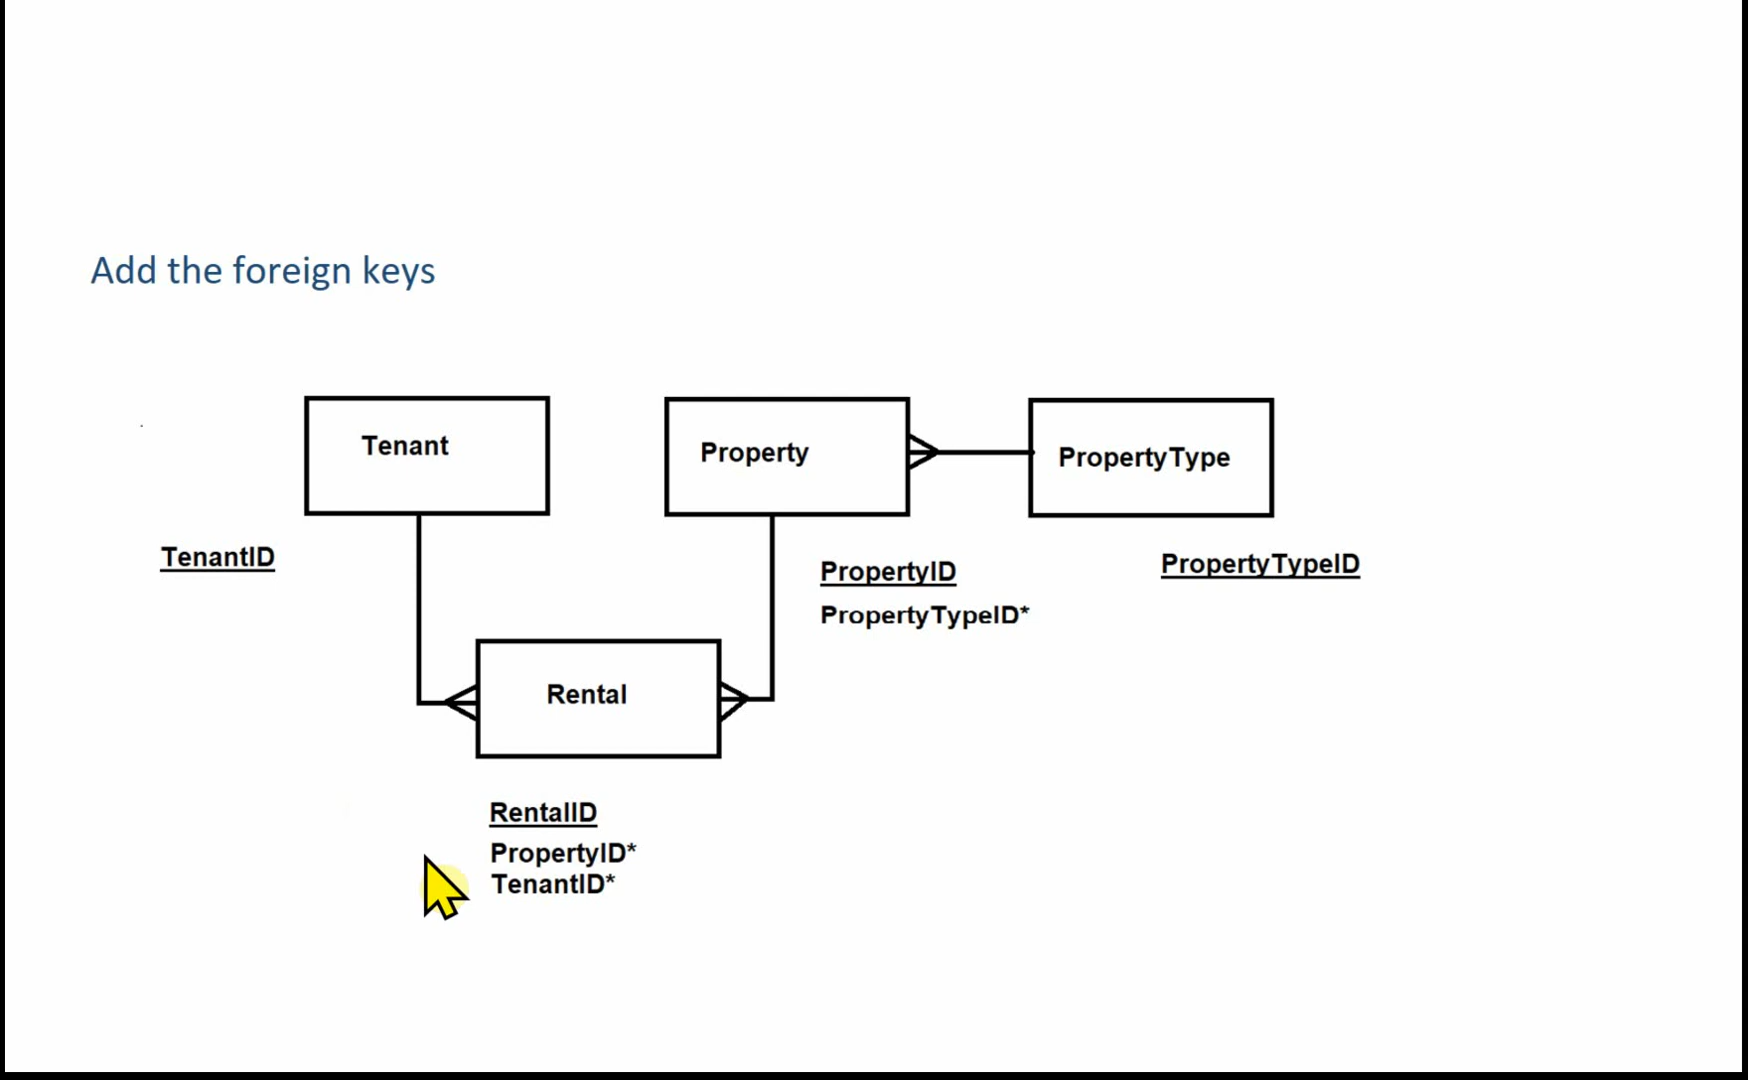 Add the foreign keys
Tenant
Property
PropertyType
TenantID
PropertyID
PropertyTypeID
PropertyTypeID*
Rental
RentalID
PropertyID*
TenantID*